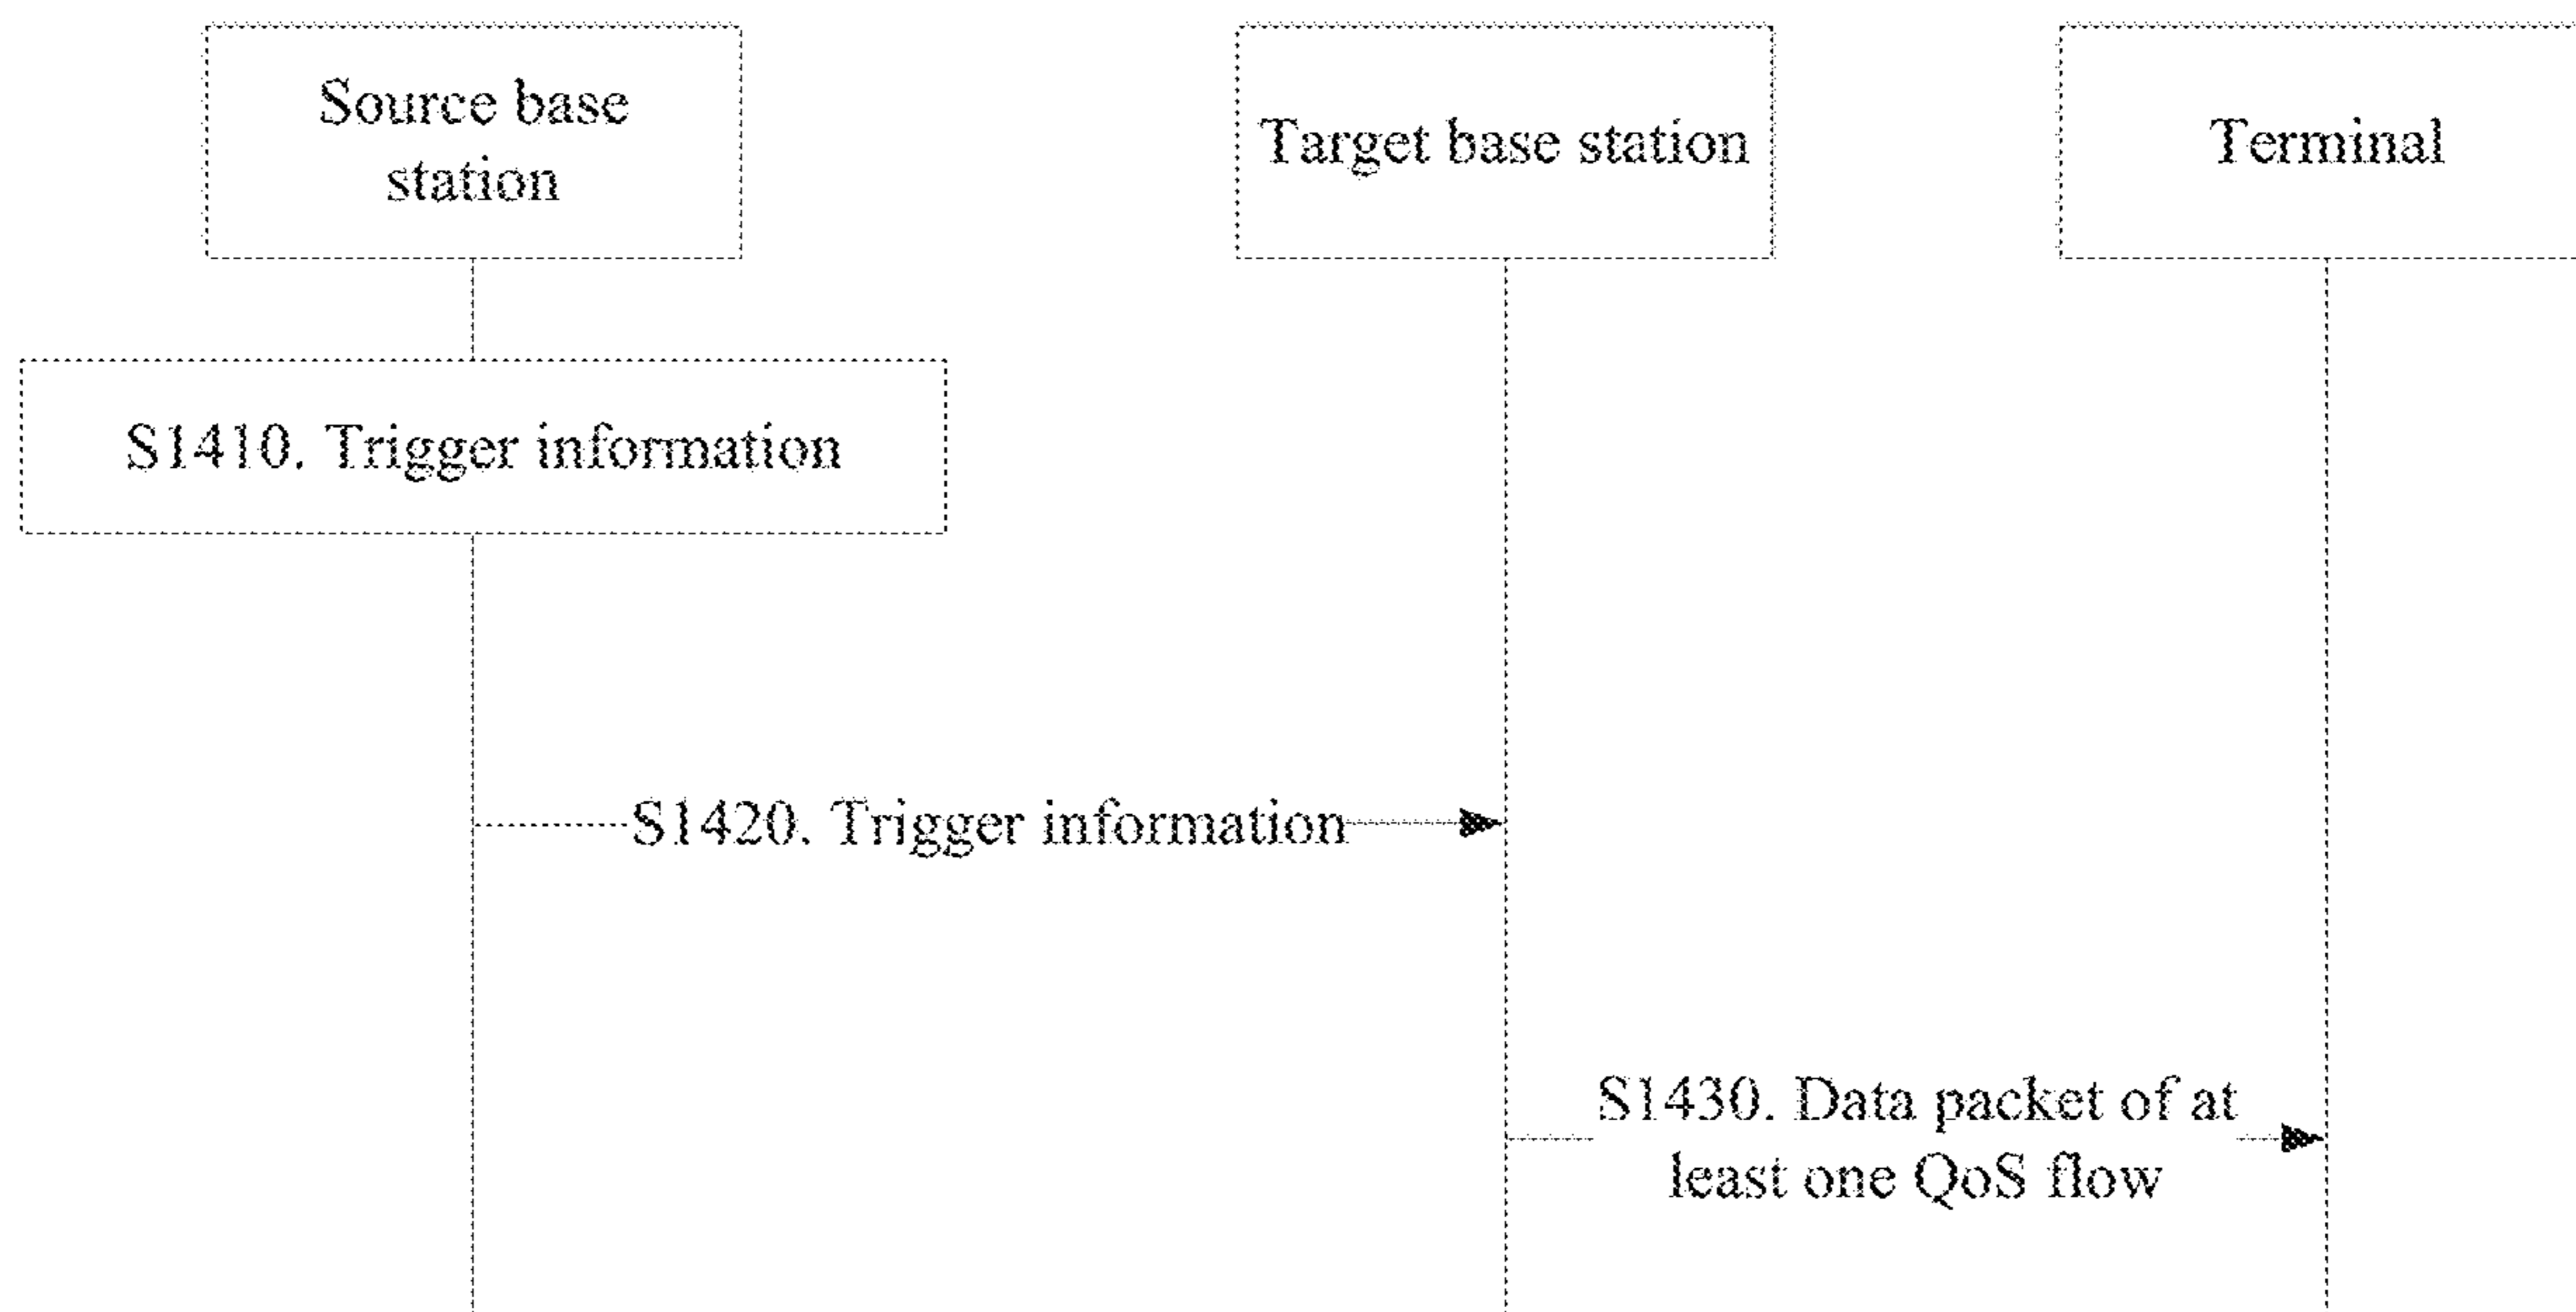 Source base
station
Target base station
Terminal
S1410. Trigger information
S1420. Trigger information
S1430. Data packet of at
least one QoS flow